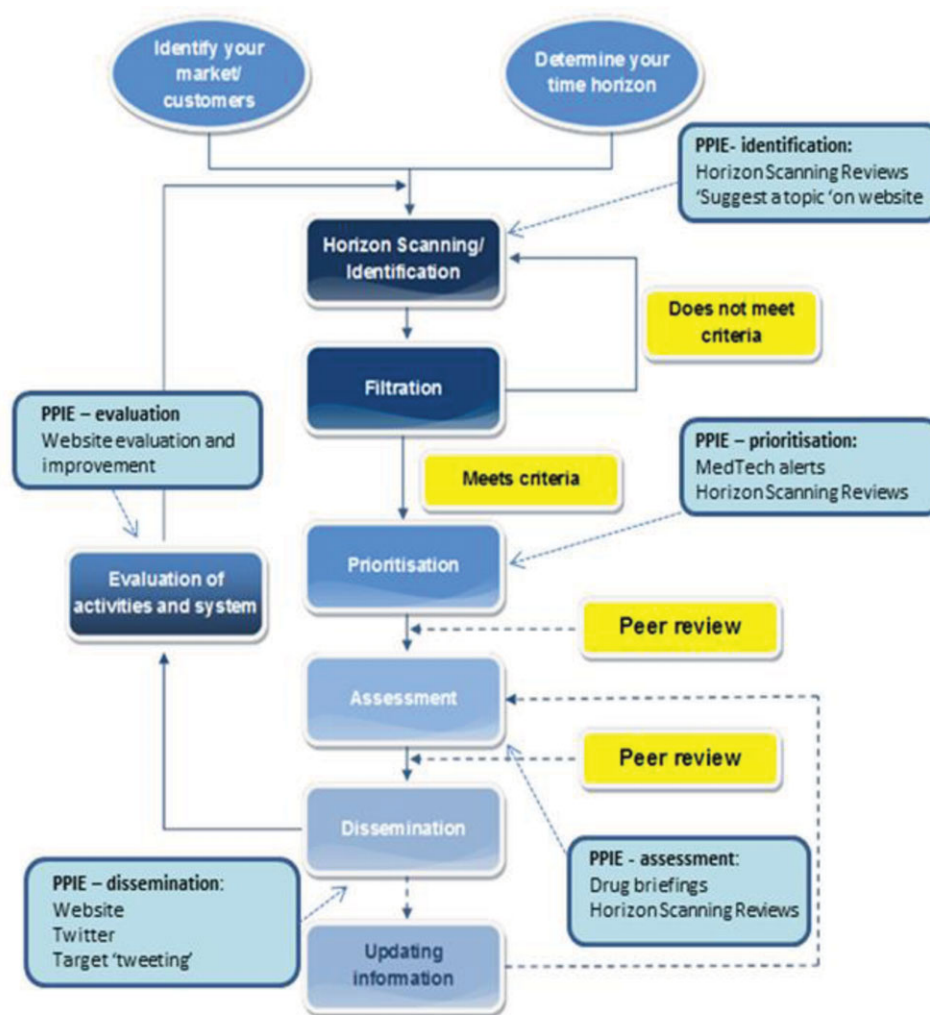 Identify your
market/
customers
Determine your
time horizon
PPIE- identification:
Horizon Scanning Reviews
‘Suggest a topic ‘on website
Horizon Scanning/
Identification
Does not meet
criteria
Filtration
PPIE – evaluation
Website evaluation and
improvement
Meets criteria
PPIE – prioritisation:
MedTech alerts
Horizon Scanning Reviews
Prioritisation
Evaluation of
activities and system
Peer review
Assessment
Peer review
Dissemination
PPIE - assessment:
Drug briefings
Horizon Scanning Reviews
PPIE – dissemination:
Website
Twitter
Target ‘tweeting’
Updating
information